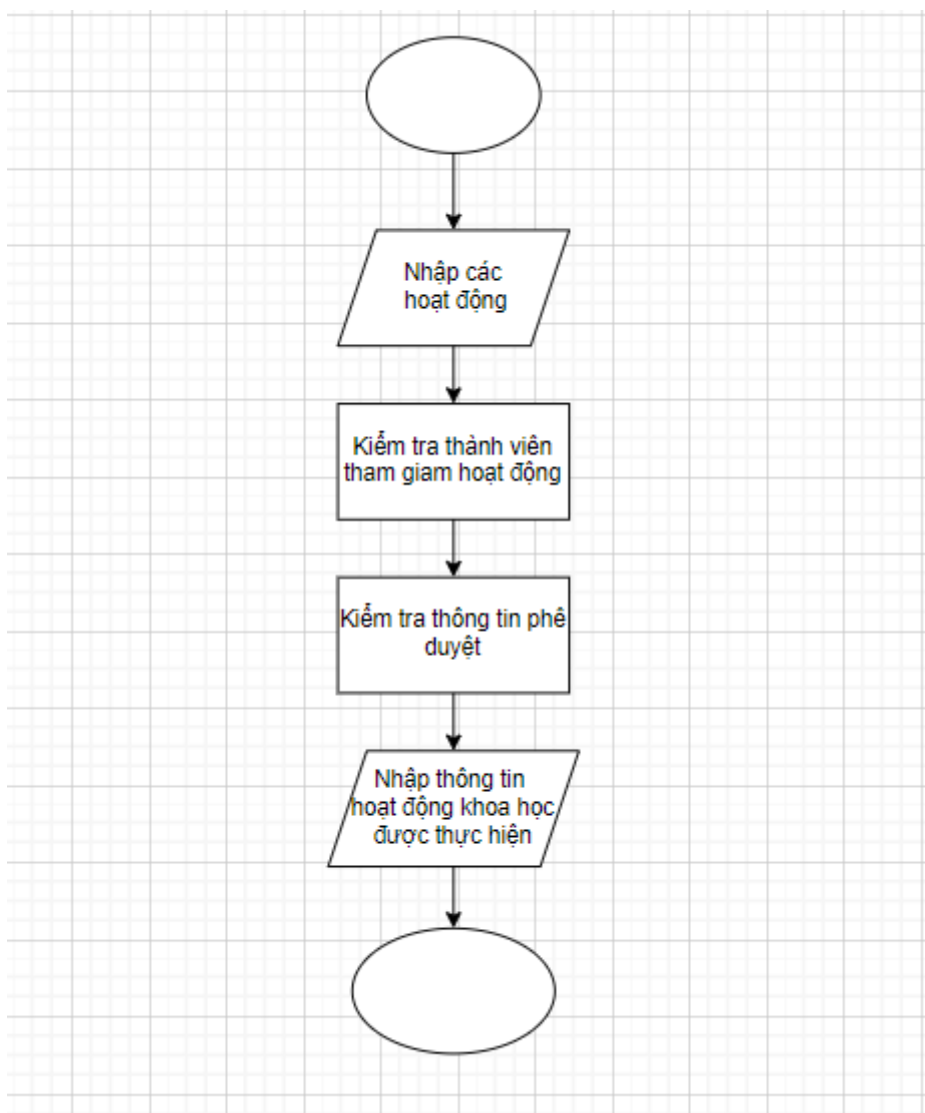 Nhập các
hoạt động
Kiểm tra thành viên
tham giam hoạt động
Kiểm tra thông tin phê
duyệt
Nhập thông tin
hoạt động khoa học
được thực hiện